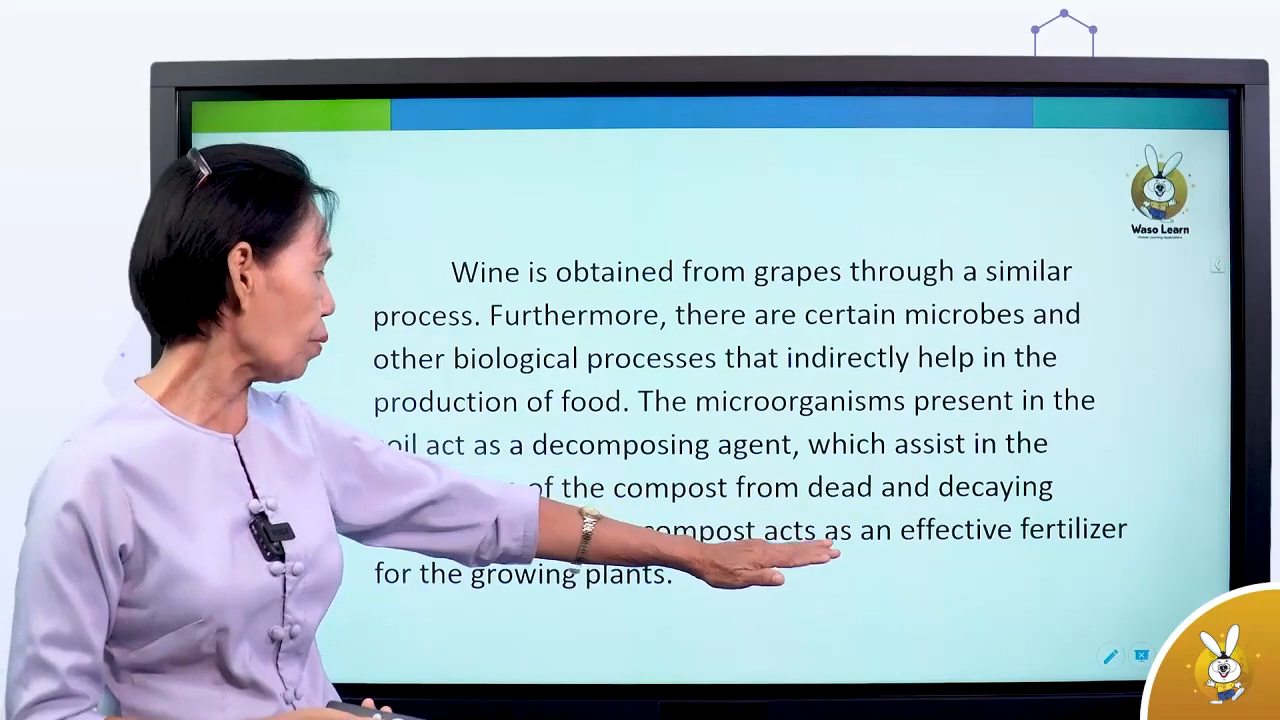 Waso Learn
Wine is obtained from grapes through a similar
process. Furthermore, there are certain microbes and
other biological processes that indirectly help in the
production of food. The microorganisms present in the
act as a decomposing agent, which assist in the
of the compost from dead and decaying
acts as an effective fertilizer
for the growing plants.